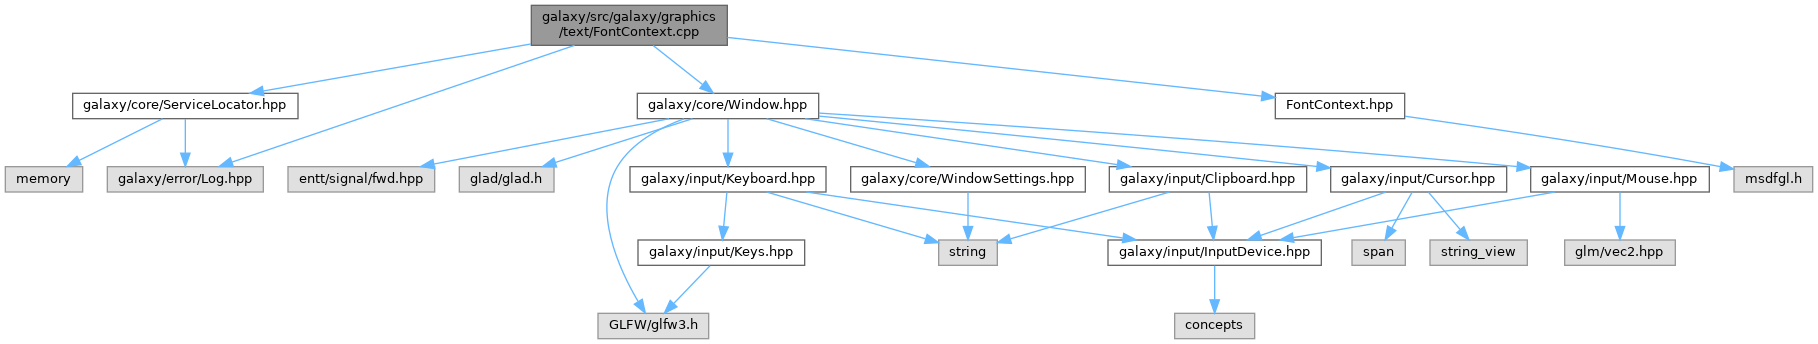 galaxy/src/galaxy/graphics
/text/FontContext.cpp
galaxy/core/ServiceLocator.hpp
galaxy/core/Window.hpp
FontContext.hpp
memory
galaxy/error/Log.hpp
entt/signal/fwd.hpp
glad/glad.h
galaxy/input/Keyboard.hpp
galaxy/core/WindowSettings.hpp
galaxy/input/Clipboard.hpp
galaxy/input/Cursor.hpp
galaxy/input/Mouse.hpp
msdfgl.h
galaxy/input/Keys.hpp
string
galaxy/input/InputDevice.hpp
span
string_view
glm/vec2.hpp
GLFW/glfw3.h
concepts